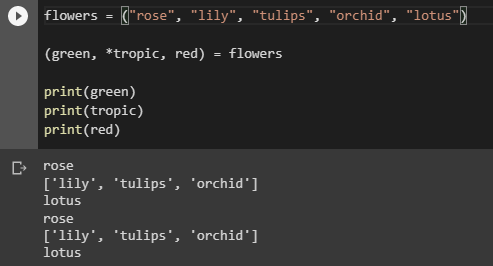 flowers = ("rose", "lily", "tulips", "orchid", "lotus")
(green, *tropic, red) = flowers
print(green)
print(tropic)
print(red)
rose
['lily', 'tulips', 'orchid']
lotus
rose
['lily', 'tulips', 'orchid']
lotus